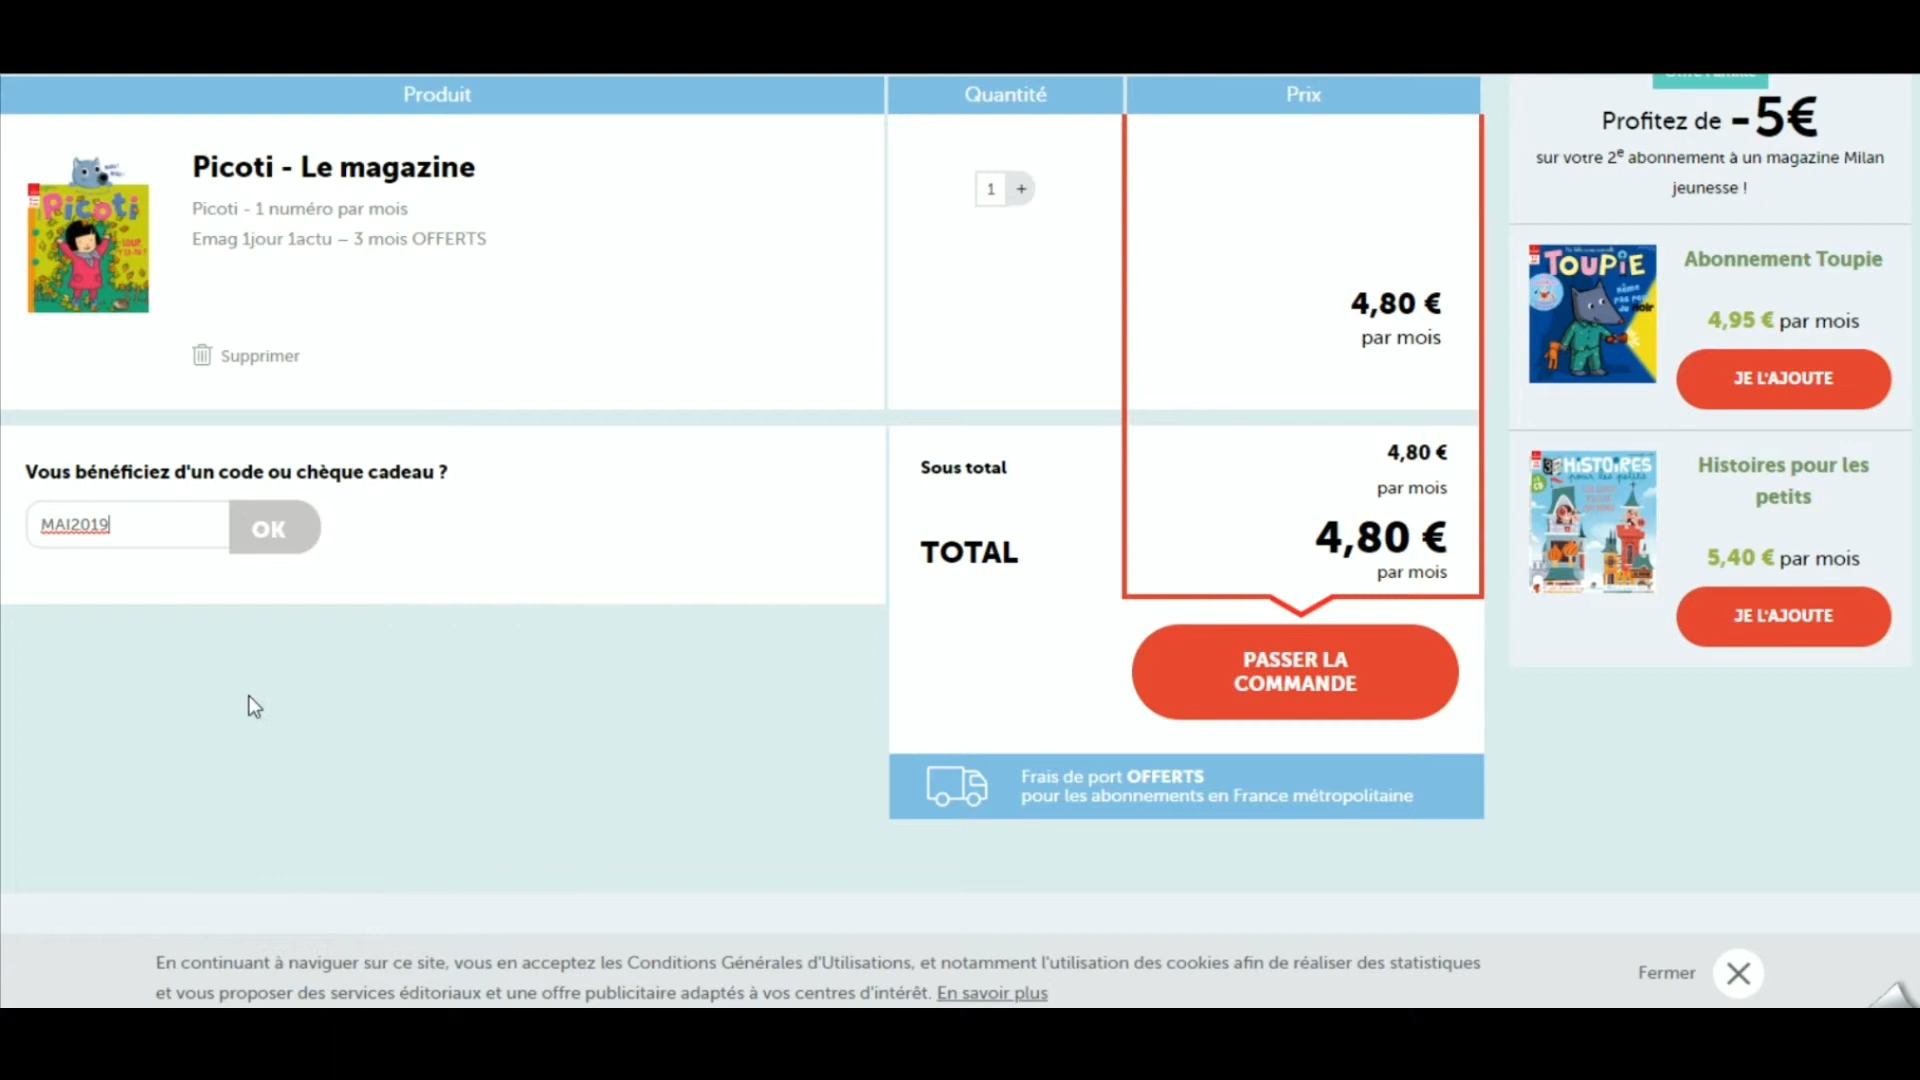 Produit
Quantité
Prix
Picoti - Le magazine
Picoti - 1 numéro par mois
Emag 1jour 1actu – 3 mois OFFERTS
Supprimer
1 +
4,80 €
par mois
Picoti
Vous bénéficiez d'un code ou chèque cadeau ?
MAI2019
OK
Sous total
4,80 €
par mois
TOTAL
4,80 €
par mois
PASSER LA
COMMANDE
Frais de port OFFERTS
pour les abonnements en France métropolitaine
Profitez de -5€
sur votre 2e abonnement à un magazine Milan
jeunesse !
TOUPIE
Abonnement Toupie
4,95 € par mois
JE L'AJOUTE
HISTOIRES
pour les petits
Histoires pour les
petits
5,40 € par mois
JE L'AJOUTE
En continuant à naviguer sur ce site, vous en acceptez les Conditions Générales d'Utilisations, et notamment l'utilisation des cookies afin de réaliser des statistiques
et vous proposer des services éditoriaux et une offre publicitaire adaptés à vos centres d'intérêt. En savoir plus
Fermer